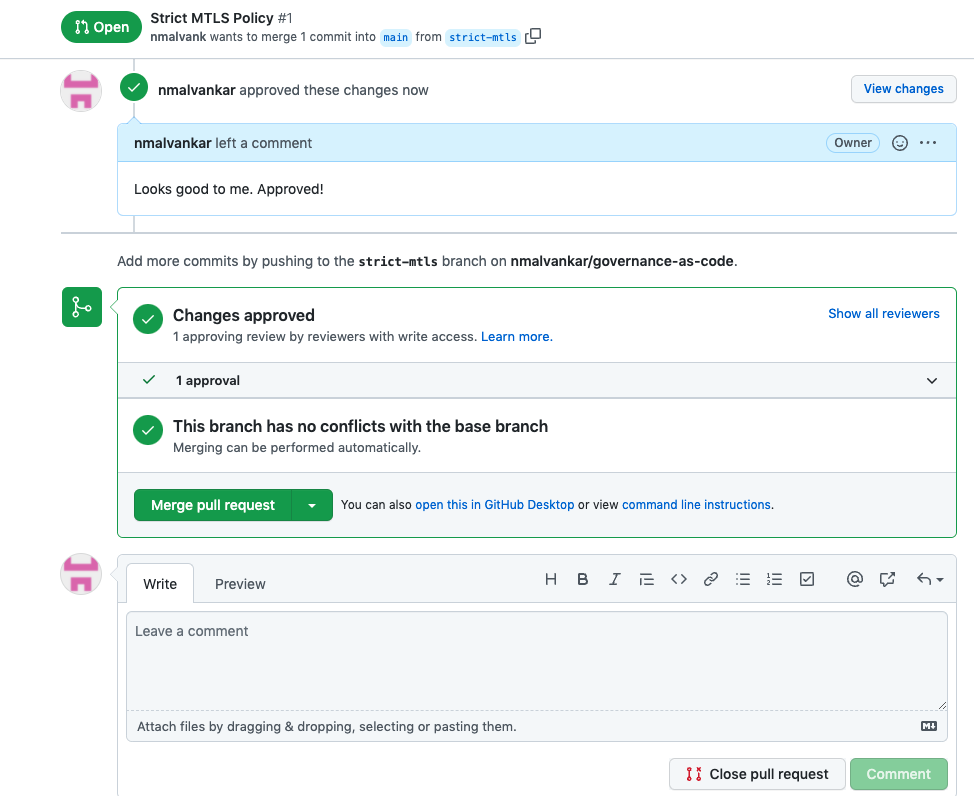 Open
Strict MTLS Policy #1
nmalvank wants to merge 1 commit into main from strict-mtls
nmalvankar approved these changes now
View changes
nmalvankar left a comment
Owner
Looks good to me. Approved!
Add more commits by pushing to the strict-mtls branch on nmalvankar/governance-as-code.
Changes approved
Show all reviewers
1 approving review by reviewers with write access. Learn more.
1 approval
This branch has no conflicts with the base branch
Merging can be performed automatically.
Merge pull request
You can also open this in GitHub Desktop or view command line instructions.
Write
Preview
Leave a comment
Attach files by dragging & dropping, selecting or pasting them.
Close pull request
Comment